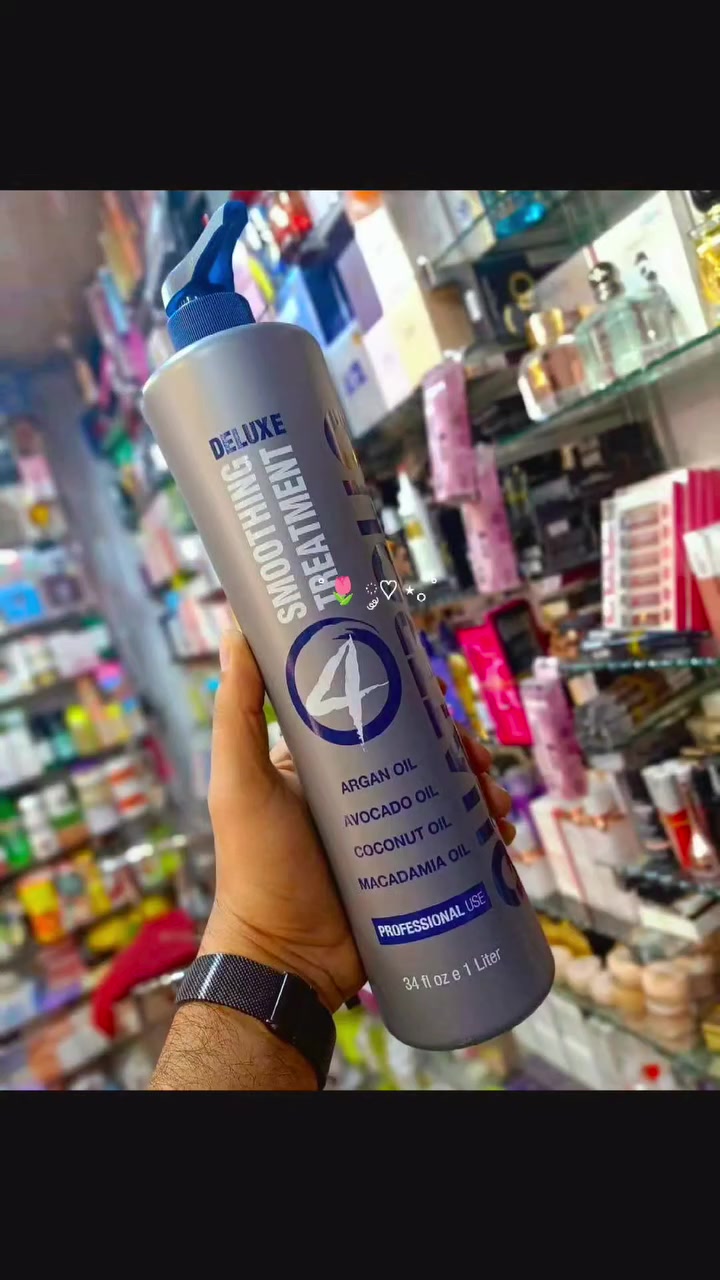 DELUXE
SMOOTHING
TREATMENT
4
ARGAN OIL
AVOCADO OIL
COCONUT OIL
MACADAMIA OIL
PROFESSIONAL USE
34 fl oz e 1 Liter